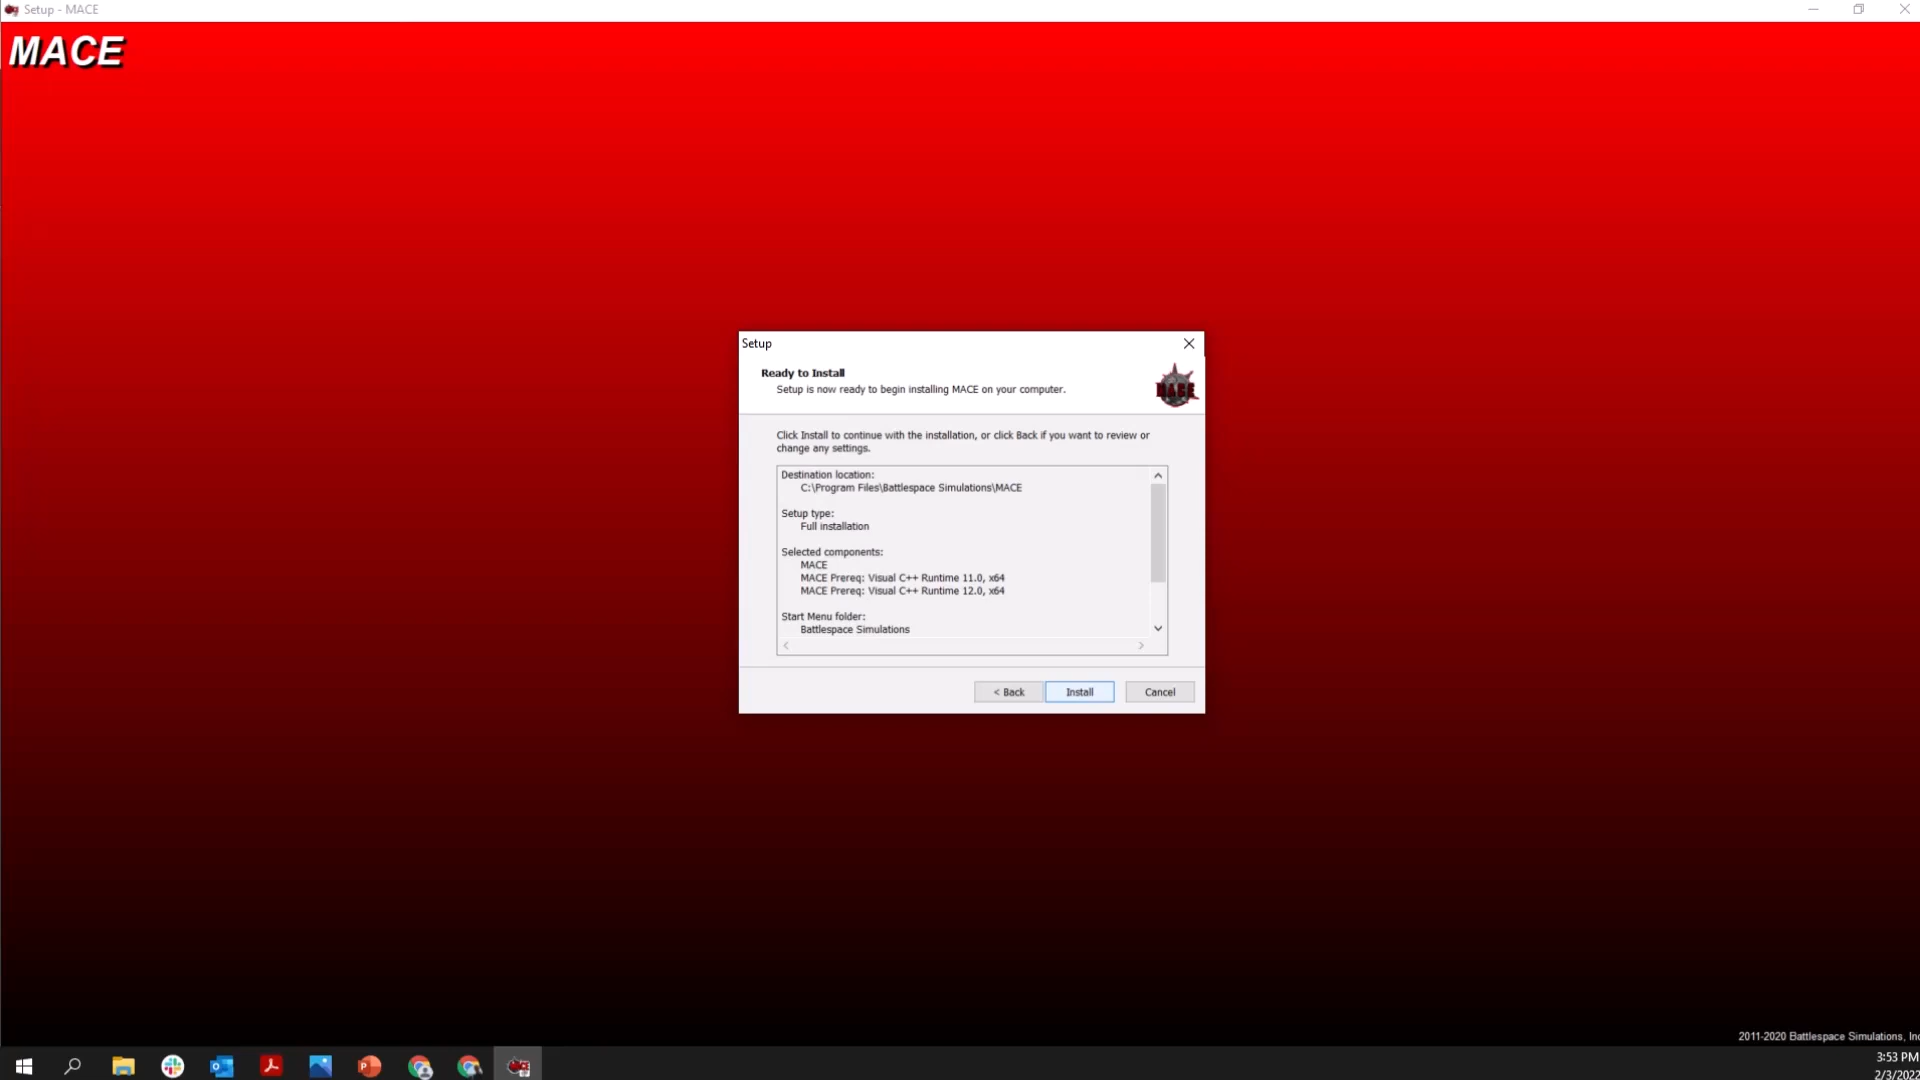 Setup - MACE
MACE
Setup
Ready to Install
Setup is now ready to begin installing MACE on your computer.
MACE
Click Install to continue with the installation, or click Back if you want to review or
change any settings.
Destination location:
C:\Program Files\Battlespace Simulations\MACE
Setup type:
Full installation
Selected components:
MACE
MACE Prereq: Visual C++ Runtime 11.0, x64
MACE Prereq: Visual C++ Runtime 12.0, x64
Start Menu folder:
Battlespace Simulations
< Back
Install
Cancel
2011-2020 Battlespace Simulations, Inc
3:53 PM
2/3/2022